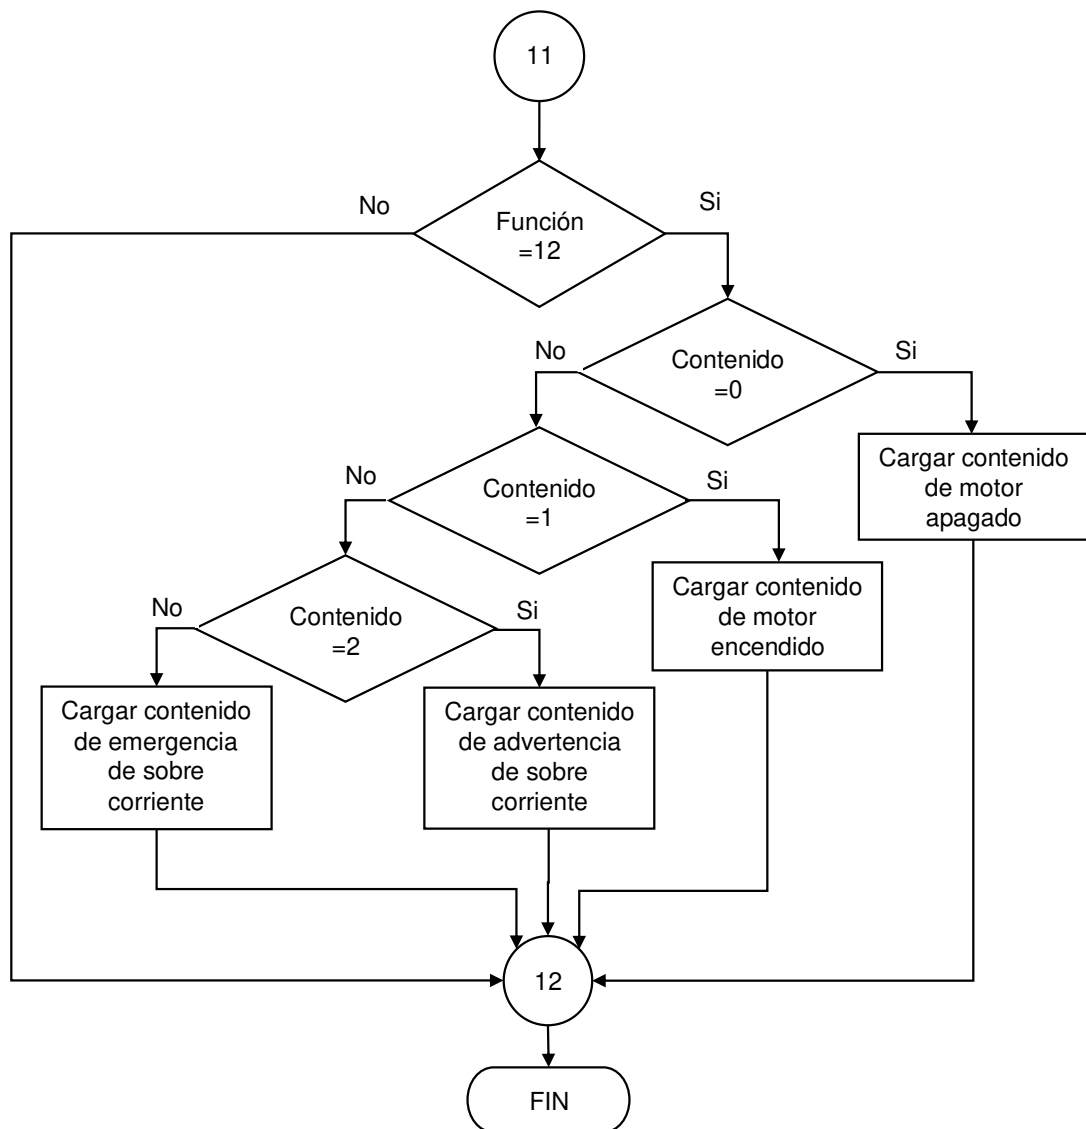 11
No
Si
Función
=12
No
Si
Contenido
=0
No
Si
Contenido
=1
Cargar contenido
de motor
apagado
No
Si
Contenido
=2
Cargar contenido
de motor
encendido
Cargar contenido
de emergencia
de sobre
corriente
Cargar contenido
de advertencia
de sobre
corriente
12
FIN